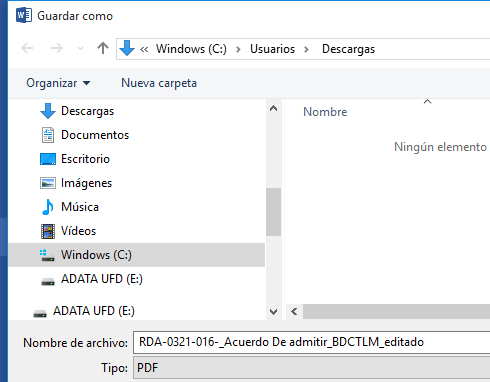 Guardar como
« Windows (C:) > Usuarios > Descargas
Organizar Nueva carpeta
Descargas
Documentos
Escritorio
Imágenes
Música
Vídeos
Windows (C:)
ADATA UFD (E:)
ADATA UFD (E:)
Nombre
Ningún elemento
Nombre de archivo: RDA-0321-016-_Acuerdo De admitir_BDCTLM_editado
Tipo: PDF